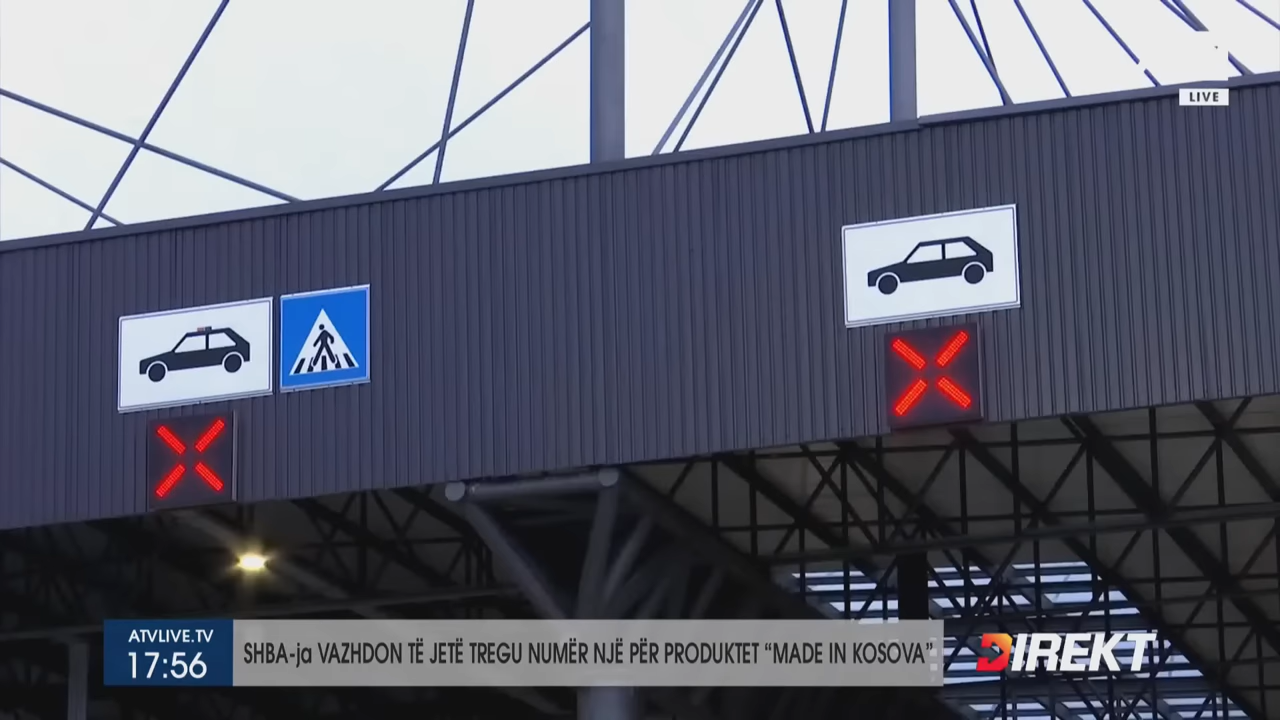 LIVE
ATVLIVE.TV
17:56
SHBA-ja VAZHDON TË JETË TREGU NUMËR NJË PËR PRODUKTET “MADE IN KOSOVA”
DIREKT